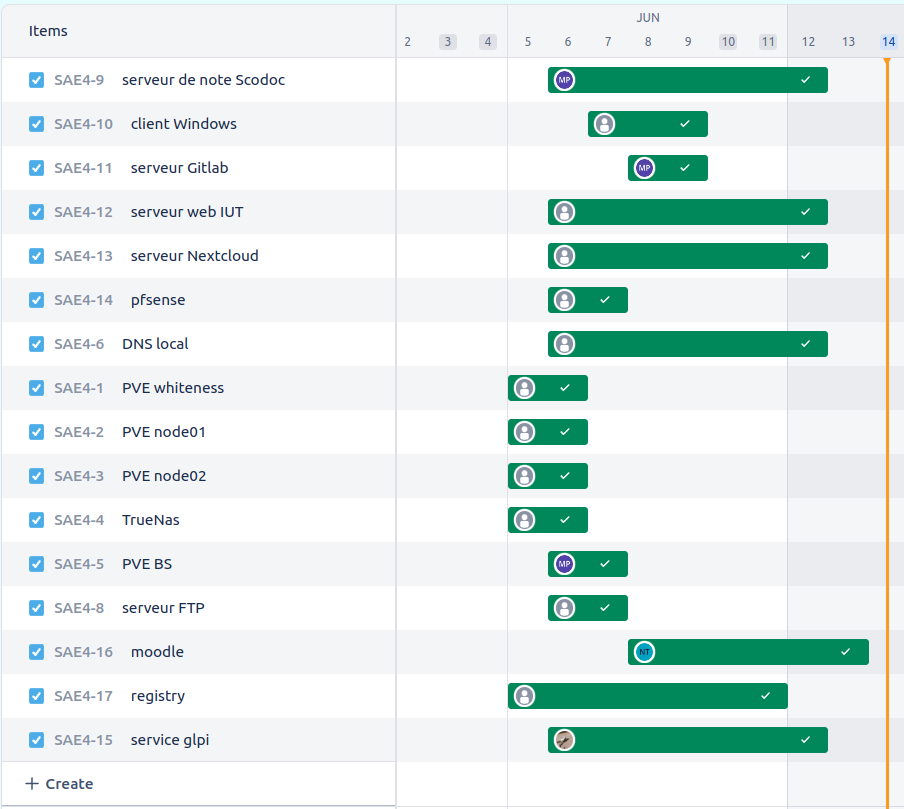 Items
JUN
2 3 4 5 6 7 8 9 10 11 12 13 14
SAE4-9 serveur de note Scodoc MP
SAE4-10 client Windows
SAE4-11 serveur Gitlab MP
SAE4-12 serveur web IUT
SAE4-13 serveur Nextcloud
SAE4-14 pfsense
SAE4-6 DNS local
SAE4-1 PVE whiteness
SAE4-2 PVE node01
SAE4-3 PVE node02
SAE4-4 TrueNas
SAE4-5 PVE BS MP
SAE4-8 serveur FTP
SAE4-16 moodle NT
SAE4-17 registry
SAE4-15 service glpi
+ Create